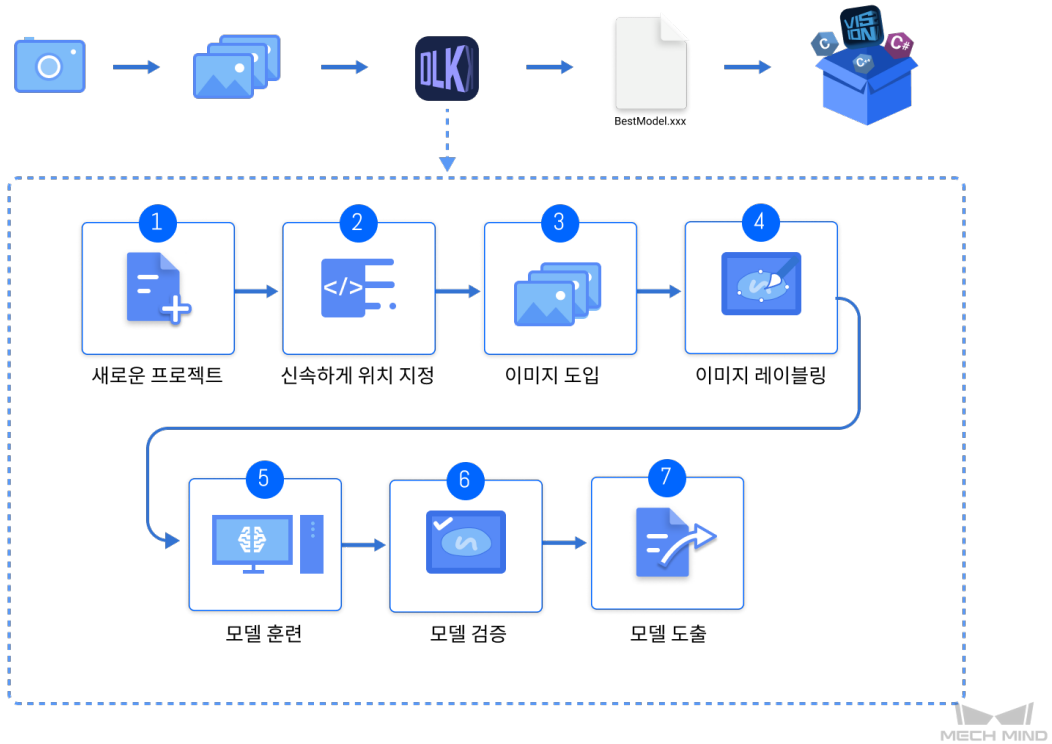 DLK
C
VIS
ION
C#
C++
BestModel.xxx
1
2
3
4
</>
새로운 프로젝트
신속하게 위치 지정
이미지 도입
이미지 레이블링
5
6
7
모델 훈련
모델 검증
모델 도출
MECH MIND